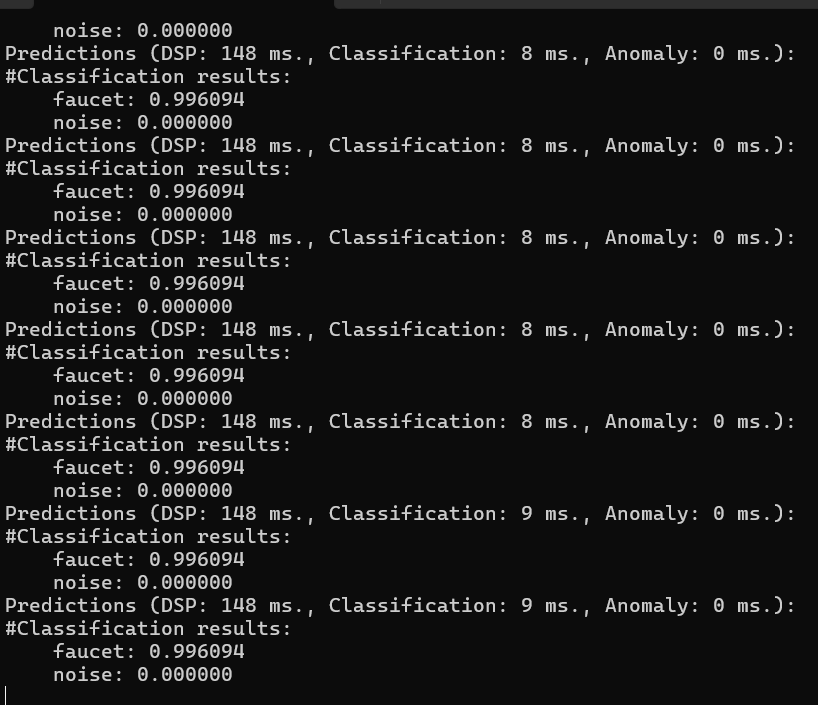 noise: 0.000000
Predictions (DSP: 148 ms., Classification: 8 ms., Anomaly: 0 ms.):
#Classification results:
faucet: 0.996094
noise: 0.000000
Predictions (DSP: 148 ms., Classification: 8 ms., Anomaly: 0 ms.):
#Classification results:
faucet: 0.996094
noise: 0.000000
Predictions (DSP: 148 ms., Classification: 8 ms., Anomaly: 0 ms.):
#Classification results:
faucet: 0.996094
noise: 0.000000
Predictions (DSP: 148 ms., Classification: 8 ms., Anomaly: 0 ms.):
#Classification results:
faucet: 0.996094
noise: 0.000000
Predictions (DSP: 148 ms., Classification: 8 ms., Anomaly: 0 ms.):
#Classification results:
faucet: 0.996094
noise: 0.000000
Predictions (DSP: 148 ms., Classification: 9 ms., Anomaly: 0 ms.):
#Classification results:
faucet: 0.996094
noise: 0.000000
Predictions (DSP: 148 ms., Classification: 9 ms., Anomaly: 0 ms.):
#Classification results:
faucet: 0.996094
noise: 0.000000